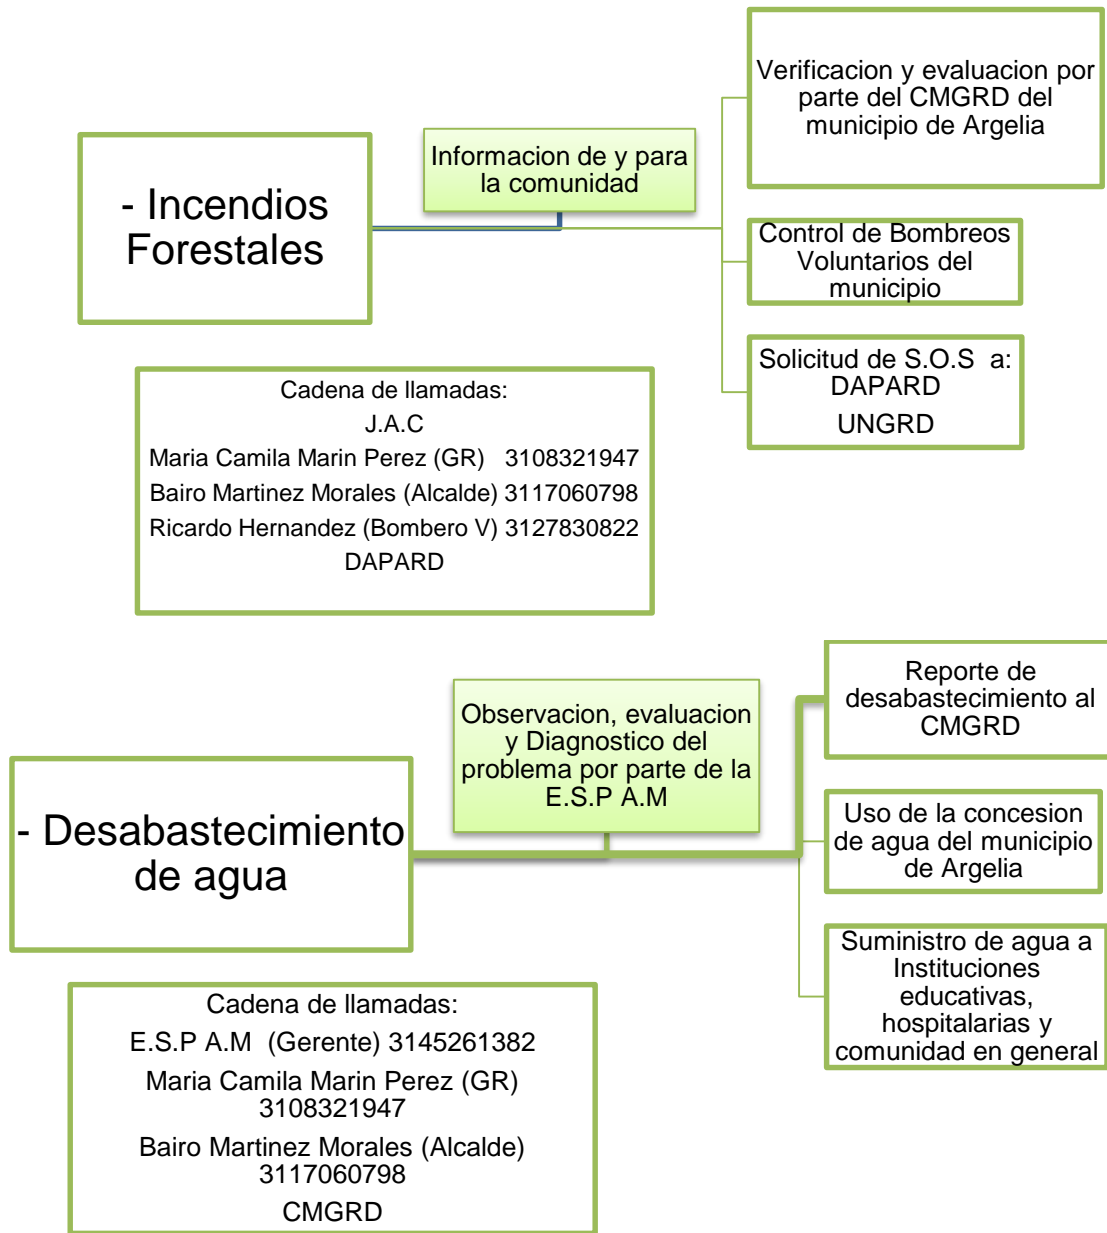 - Incendios
Forestales
Informacion de y para
la comunidad
Verificacion y evaluacion por
parte del CMGRD del
municipio de Argelia
Control de Bombreos
Voluntarios del
municipio
Solicitud de S.O.S a:
DAPARD
UNGRD
Cadena de llamadas:
J.A.C
Maria Camila Marin Perez (GR) 3108321947
Bairo Martinez Morales (Alcalde) 3117060798
Ricardo Hernandez (Bombero V) 3127830822
DAPARD
- Desabastecimiento
de agua
Observacion, evaluacion
y Diagnostico del
problema por parte de la
E.S.P A.M
Reporte de
desabastecimiento al
CMGRD
Uso de la concesion
de agua del municipio
de Argelia
Suministro de agua a
Instituciones
educativas,
hospitalarias y
comunidad en general
Cadena de llamadas:
E.S.P A.M (Gerente) 3145261382
Maria Camila Marin Perez (GR)
3108321947
Bairo Martinez Morales (Alcalde)
3117060798
CMGRD